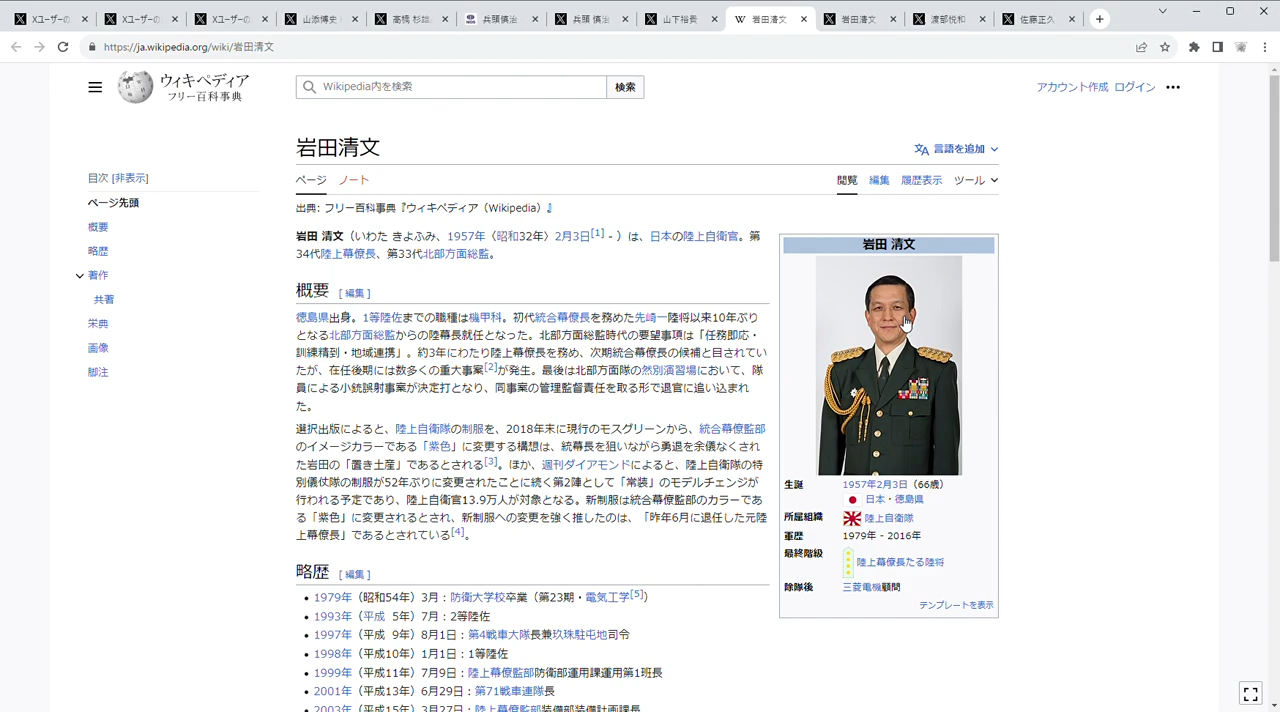 Xユーザーの
Xユーザーの
Xユーザーの
山添博史
高橋 杉雄
兵頭慎治
兵頭 慎治
山下裕貴
岩田清文
岩田清文
渡部悦和
佐藤正久
https://ja.wikipedia.org/wiki/岩田清文
ウィキペディア
フリー百科事典
Wikipedia内を検索
検索
アカウント作成 ログイン
岩田清文
言語を追加
目次 [非表示]
ページ先頭
概要
略歴
著作
共著
栄典
画像
脚注
ページ ノート
閲覧 編集 履歴表示 ツール
出典: フリー百科事典『ウィキペディア（Wikipedia）』
岩田 清文（いわた きよふみ、1957年〈昭和32年〉2月3日[1] - ）は、日本の陸上自衛官。第
34代陸上幕僚長、第33代北部方面総監。
概要 [ 編集 ]
徳島県出身。1等陸佐までの職種は機甲科。初代統合幕僚長を務めた先崎一陸将以来10年ぶり
となる北部方面総監からの陸幕長就任となった。北部方面総監時代の要望事項は「任務即応・
訓練精到・地域連携」。約3年にわたり陸上幕僚長を務め、次期統合幕僚長の候補と目されてい
たが、在任後期には数多くの重大事案[2]が発生。最後は北部方面隊の然別演習場において、隊
員による小銃誤射事案が決定打となり、同事案の管理監督責任を取る形で退官に追い込まれ
た。
選択出版によると、陸上自衛隊の制服を、2018年末に現行のモスグリーンから、統合幕僚監部
のイメージカラーである「紫色」に変更する構想は、統幕長を狙いながら勇退を余儀なくされ
た岩田の「置き土産」であるとされる[3]。ほか、週刊ダイアモンドによると、陸上自衛隊の特
別儀仗隊の制服が52年ぶりに変更されたことに続く第2陣として「常装」のモデルチェンジが
行われる予定であり、陸上自衛官13.9万人が対象となる。新制服は統合幕僚監部のカラーであ
る「紫色」に変更されるとされ、新制服への変更を強く推したのは、「昨年6月に退任した元陸
上幕僚長」であるとされている[4]。
略歴 [ 編集 ]
1979年（昭和54年）3月：防衛大学校卒業（第23期・電気工学[5]）
1993年（平成 5年）7月：2等陸佐
1997年（平成 9年）8月1日：第4戦車大隊長兼玖珠駐屯地司令
1998年（平成10年）1月1日：1等陸佐
1999年（平成11年）7月9日：陸上幕僚監部防衛部運用課運用第1班長
2001年（平成13年）6月29日：第71戦車連隊長
2003年（平成15年）3月27日：陸上幕僚監部装備部装備計画課長
岩田 清文
生誕 1957年2月3日（66歳）
日本・徳島県
所属組織 陸上自衛隊
軍歴 1979年 - 2016年
最終階級 陸上幕僚長たる陸将
除隊後 三菱電機顧問
テンプレートを表示